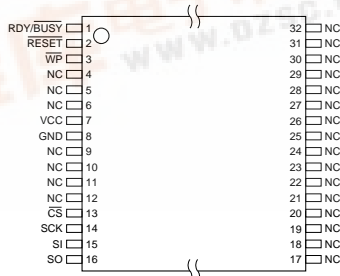 RDY/BUSY 1 32 NC
RESET 2 31 NC
WP 3 30 NC
NC 4 29 NC
NC 5 28 NC
NC 6 27 NC
VCC 7 26 NC
GND 8 25 NC
NC 9 24 NC
NC 10 23 NC
NC 11 22 NC
NC 12 21 NC
CS 13 20 NC
SCK 14 19 NC
SI 15 18 NC
SO 16 17 NC